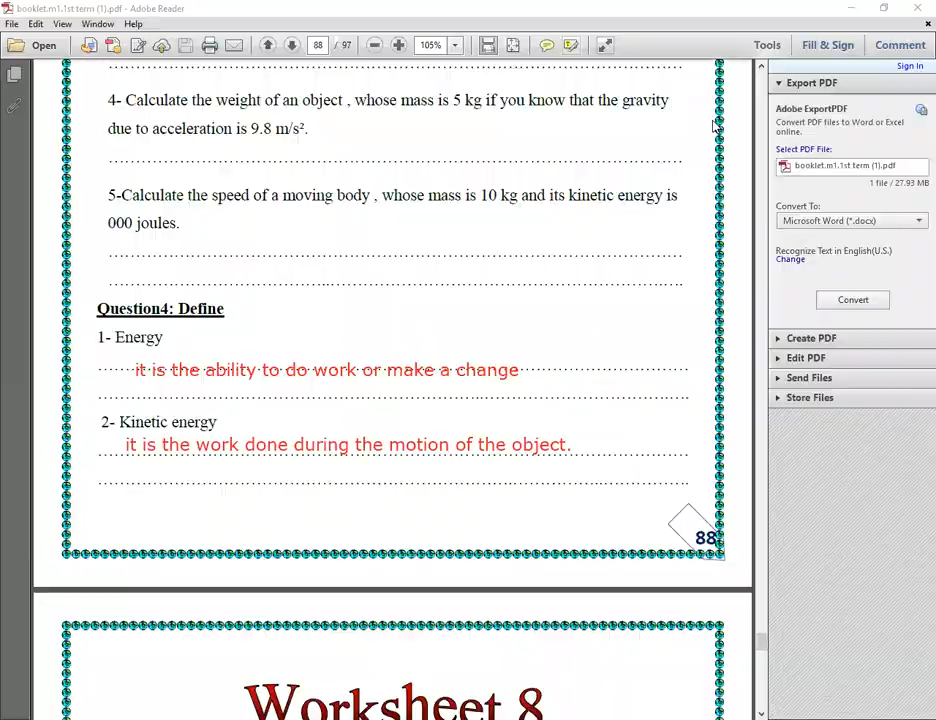 booklet.m1.1st term (1).pdf - Adobe Reader
File Edit View Window Help
Open 88 / 97 105% Tools Fill & Sign Comment
Sign In
Export PDF
Adobe ExportPDF
Convert PDF files to Word or Excel
online.
Select PDF File:
booklet.m1.1st term (1).pdf
1 file / 27.93 MB
Convert To:
Microsoft Word (*.docx)
Recognize Text in English(U.S.)
Change
Convert
Create PDF
Edit PDF
Send Files
Store Files
4- Calculate the weight of an object , whose mass is 5 kg if you know that the gravity
due to acceleration is 9.8 m/s².
5-Calculate the speed of a moving body , whose mass is 10 kg and its kinetic energy is
000 joules.
Question4: Define
1- Energy
it is the ability to do work or make a change
2- Kinetic energy
it is the work done during the motion of the object.
88
Worksheet 8